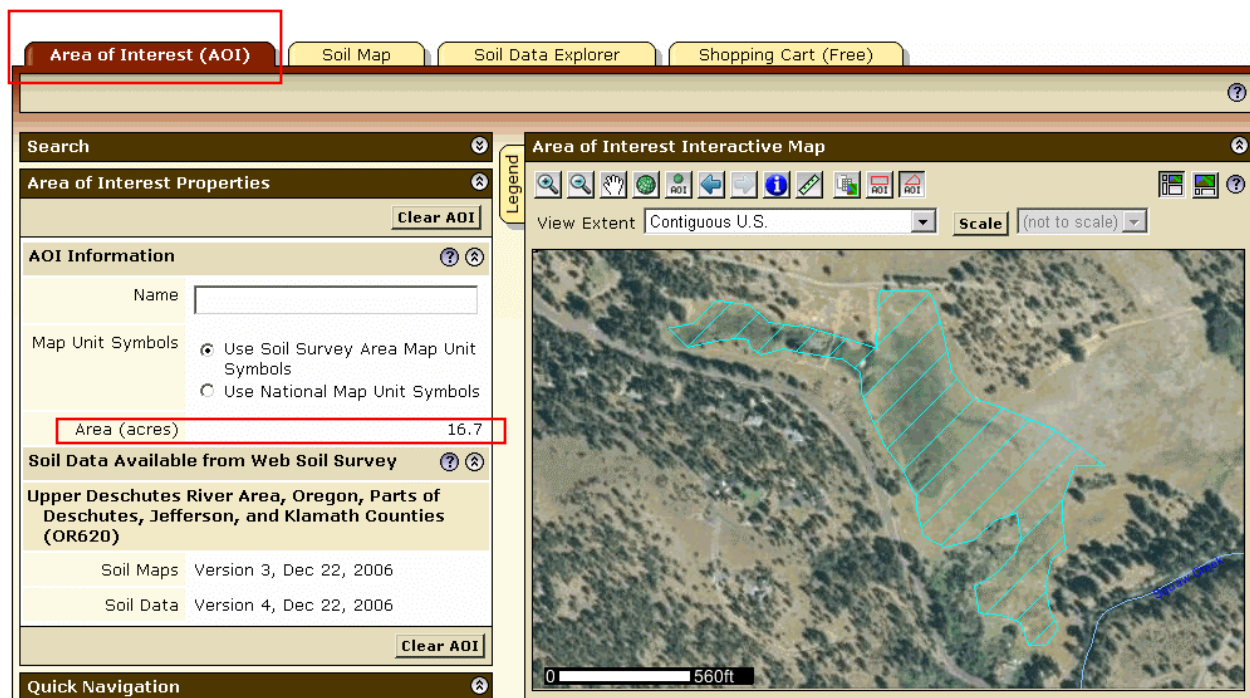 Area of Interest (AOI) Soil Map Soil Data Explorer Shopping Cart (Free)
Search
Area of Interest Properties
Clear AOI
AOI Information
Name
Map Unit Symbols
Use Soil Survey Area Map Unit
Symbols
Use National Map Unit Symbols
Area (acres) 16.7
Soil Data Available from Web Soil Survey
Upper Deschutes River Area, Oregon, Parts of
Deschutes, Jefferson, and Klamath Counties
(OR620)
Soil Maps Version 3, Dec 22, 2006
Soil Data Version 4, Dec 22, 2006
Clear AOI
Quick Navigation
Legend
Area of Interest Interactive Map
AOI AOI AOI
View Extent Contiguous U.S. Scale (not to scale)
Squaw Creek
0 560ft